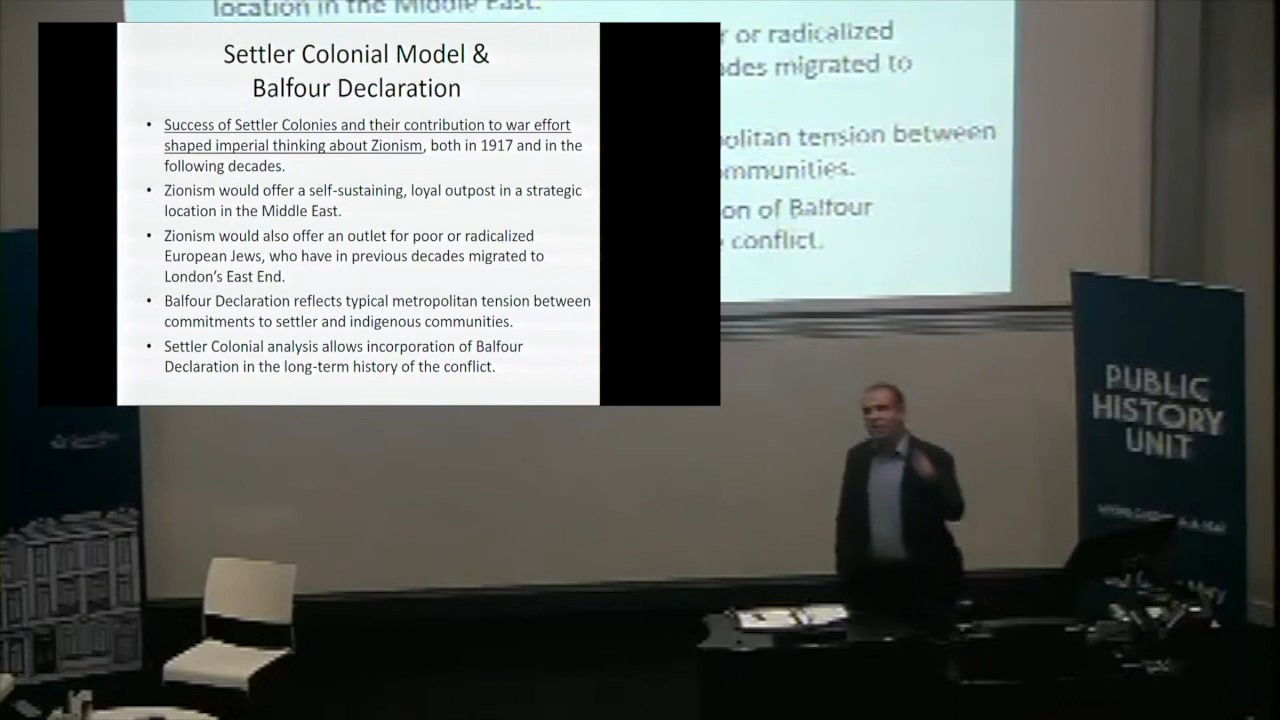 Settler Colonial Model &
Balfour Declaration
• Success of Settler Colonies and their contribution to war effort
shaped imperial thinking about Zionism, both in 1917 and in the
following decades.
• Zionism would offer a self-sustaining, loyal outpost in a strategic
location in the Middle East.
• Zionism would also offer an outlet for poor or radicalized
European Jews, who have in previous decades migrated to
London's East End.
• Balfour Declaration reflects typical metropolitan tension between
commitments to settler and indigenous communities.
• Settler Colonial analysis allows incorporation of Balfour
Declaration in the long-term history of the conflict.
location in the Middle East.
or radicalized
migrated to
tension between
on of Balfour
conflict.
PUBLIC
HISTORY
UNIT